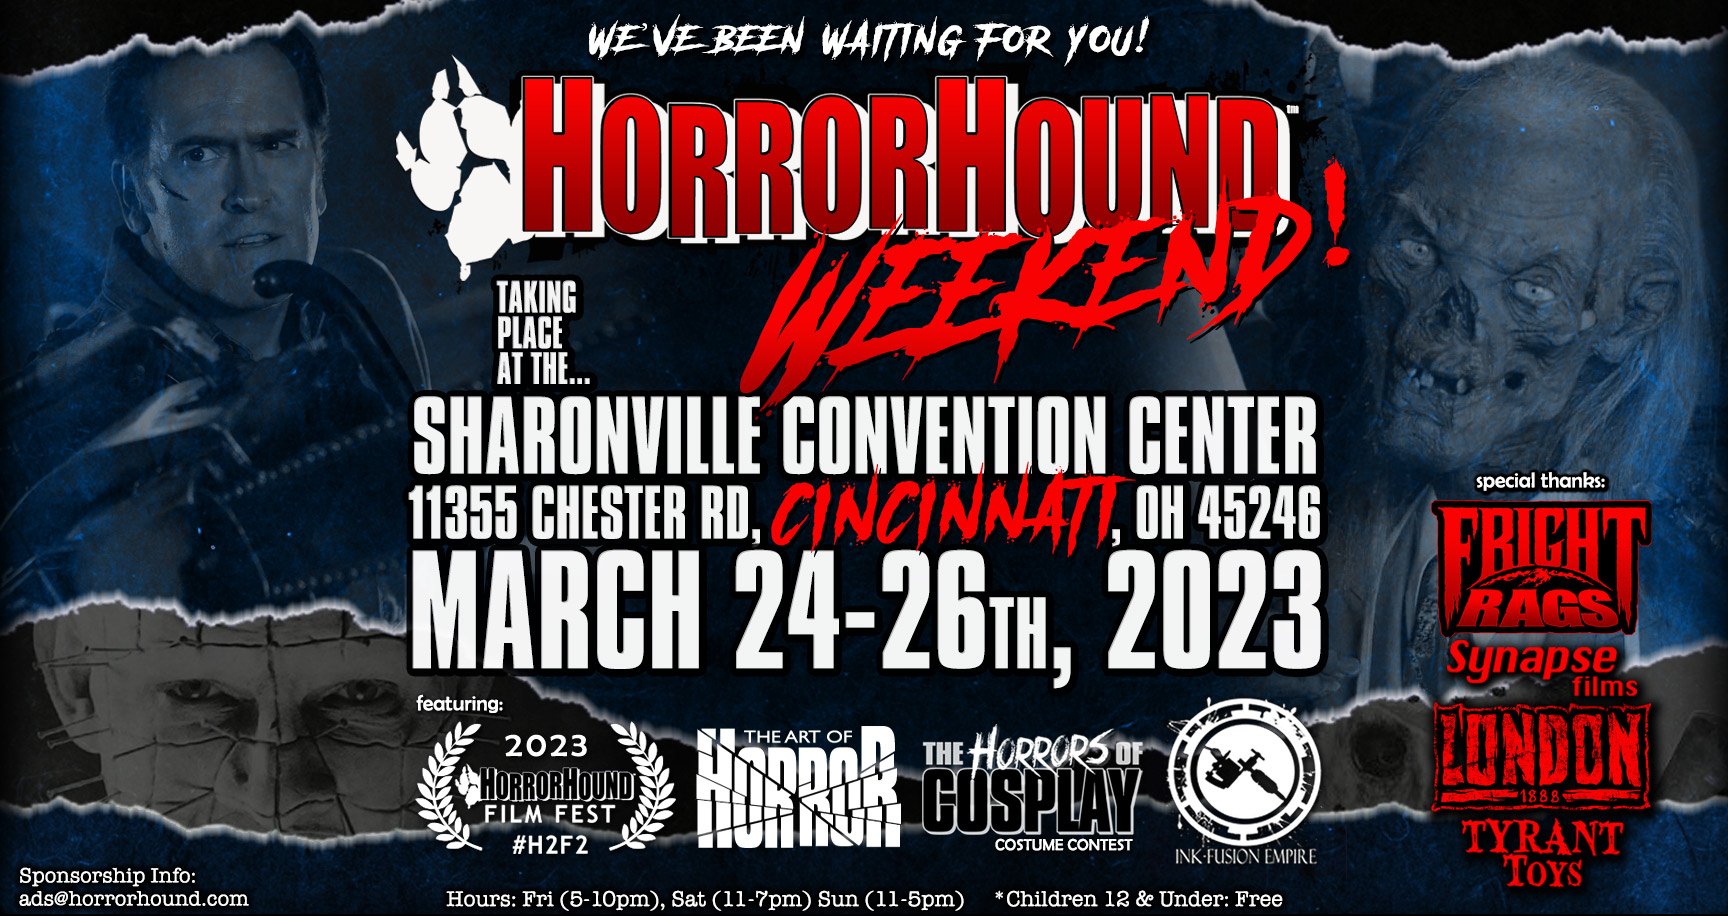 WE'VE BEEN WAITING FOR YOU!
HORRORHOUND™
WEEKEND!
TAKING
PLACE
AT THE...
SHARONVILLE CONVENTION CENTER
11355 CHESTER RD, CINCINNATI, OH 45246
MARCH 24-26TH, 2023
special thanks:
FRIGHT
RAGS
Synapse
films
LONDON
1888
TYRANT
TOYS
featuring:
2023
HORRORHOUND
FILM FEST
#H2F2
THE ART OF
HORROR
THE HORRORS OF
COSPLAY
COSTUME CONTEST
INK-FUSION EMPIRE
Sponsorship Info:
ads@horrorhound.com
Hours: Fri (5-10pm), Sat (11-7pm) Sun (11-5pm) *Children 12 & Under: Free